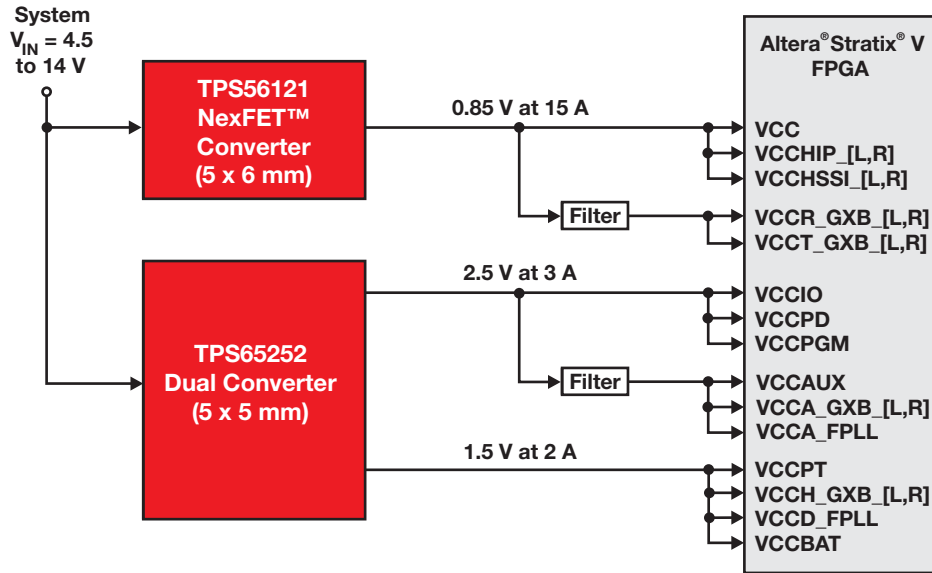 System
VIN = 4.5
to 14 V
TPS56121
NexFET™
Converter
(5 x 6 mm)
0.85 V at 15 A
Filter
TPS65252
Dual Converter
(5 x 5 mm)
2.5 V at 3 A
Filter
1.5 V at 2 A
Altera® Stratix® V
FPGA
VCC
VCCHIP_[L,R]
VCCHSSI_[L,R]
VCCR_GXB_[L,R]
VCCT_GXB_[L,R]
VCCIO
VCCPD
VCCPGM
VCCAUX
VCCA_GXB_[L,R]
VCCA_FPLL
VCCPT
VCCH_GXB_[L,R]
VCCD_FPLL
VCCBAT